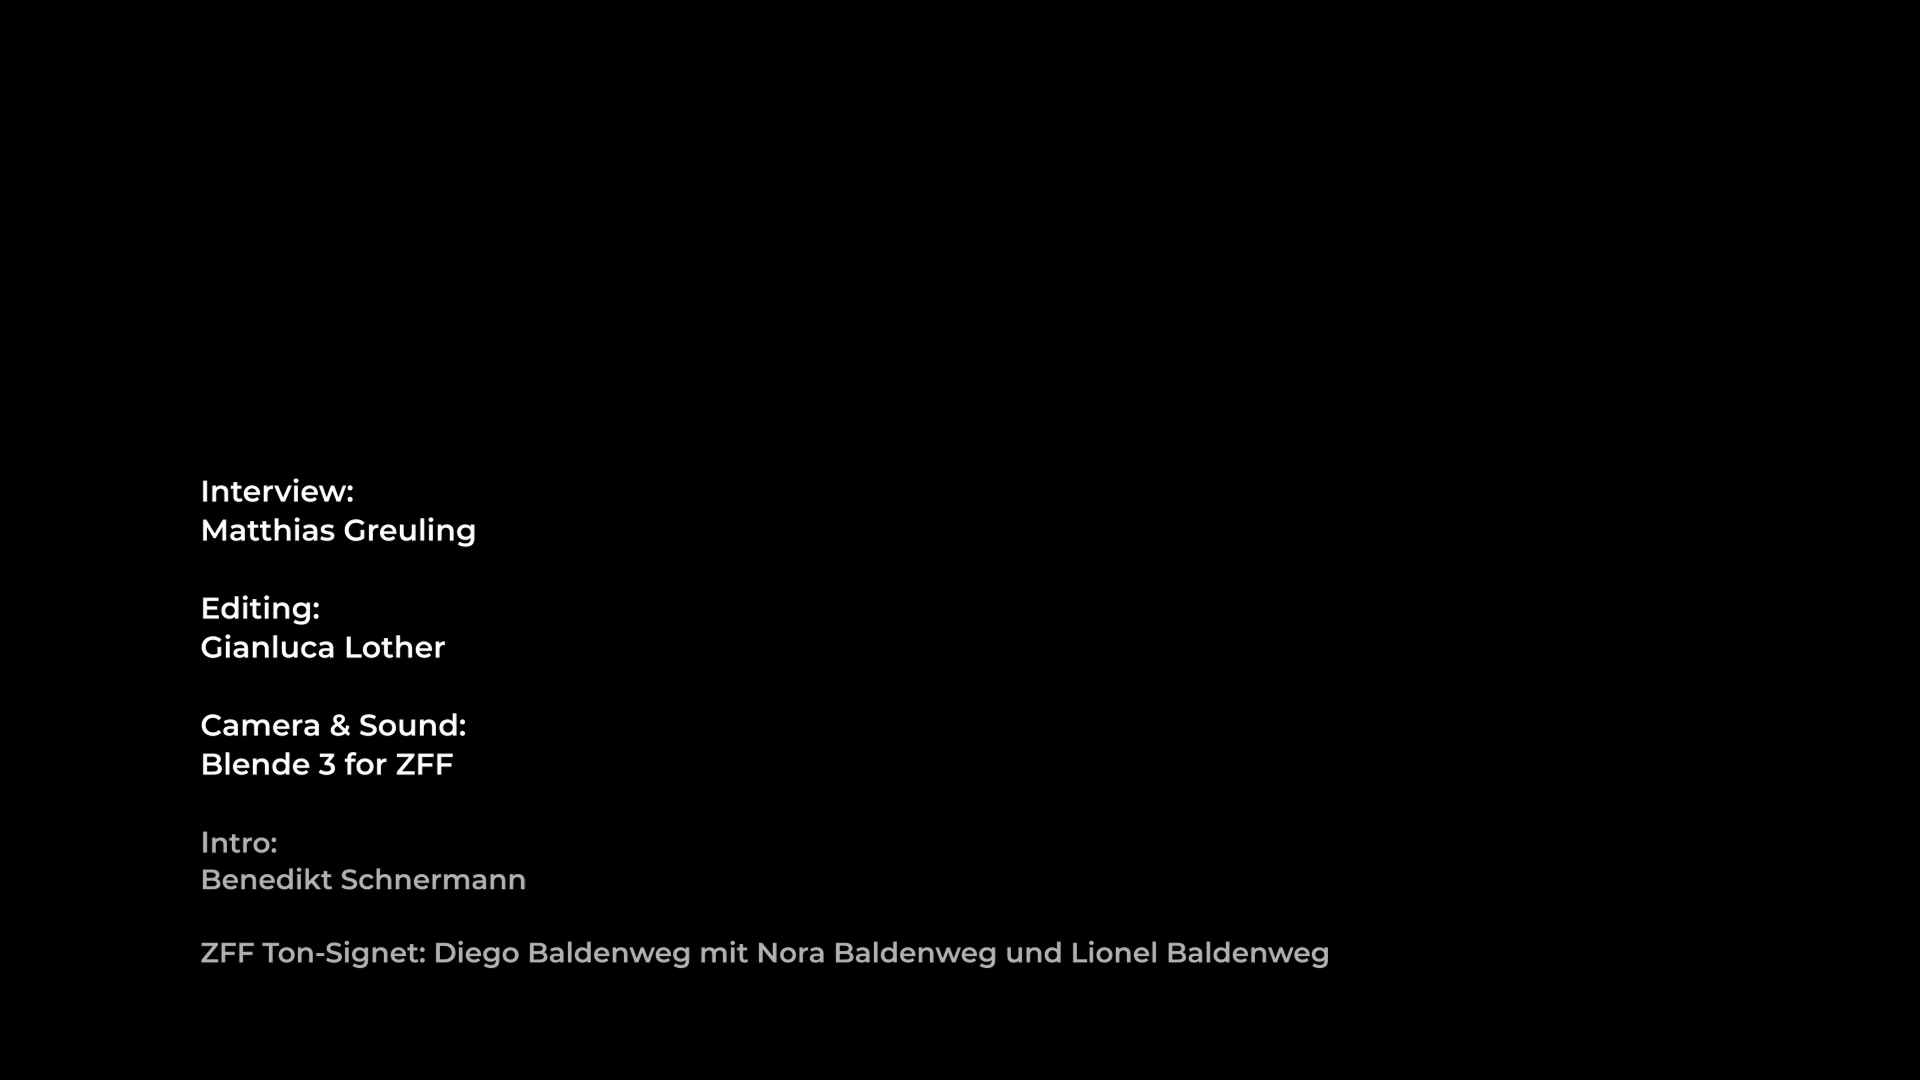 Interview:
Matthias Greuling
Editing:
Gianluca Lother
Camera & Sound:
Blende 3 for ZFF
Intro:
Benedikt Schnermann
ZFF Ton-Signet: Diego Baldenweg mit Nora Baldenweg und Lionel Baldenweg